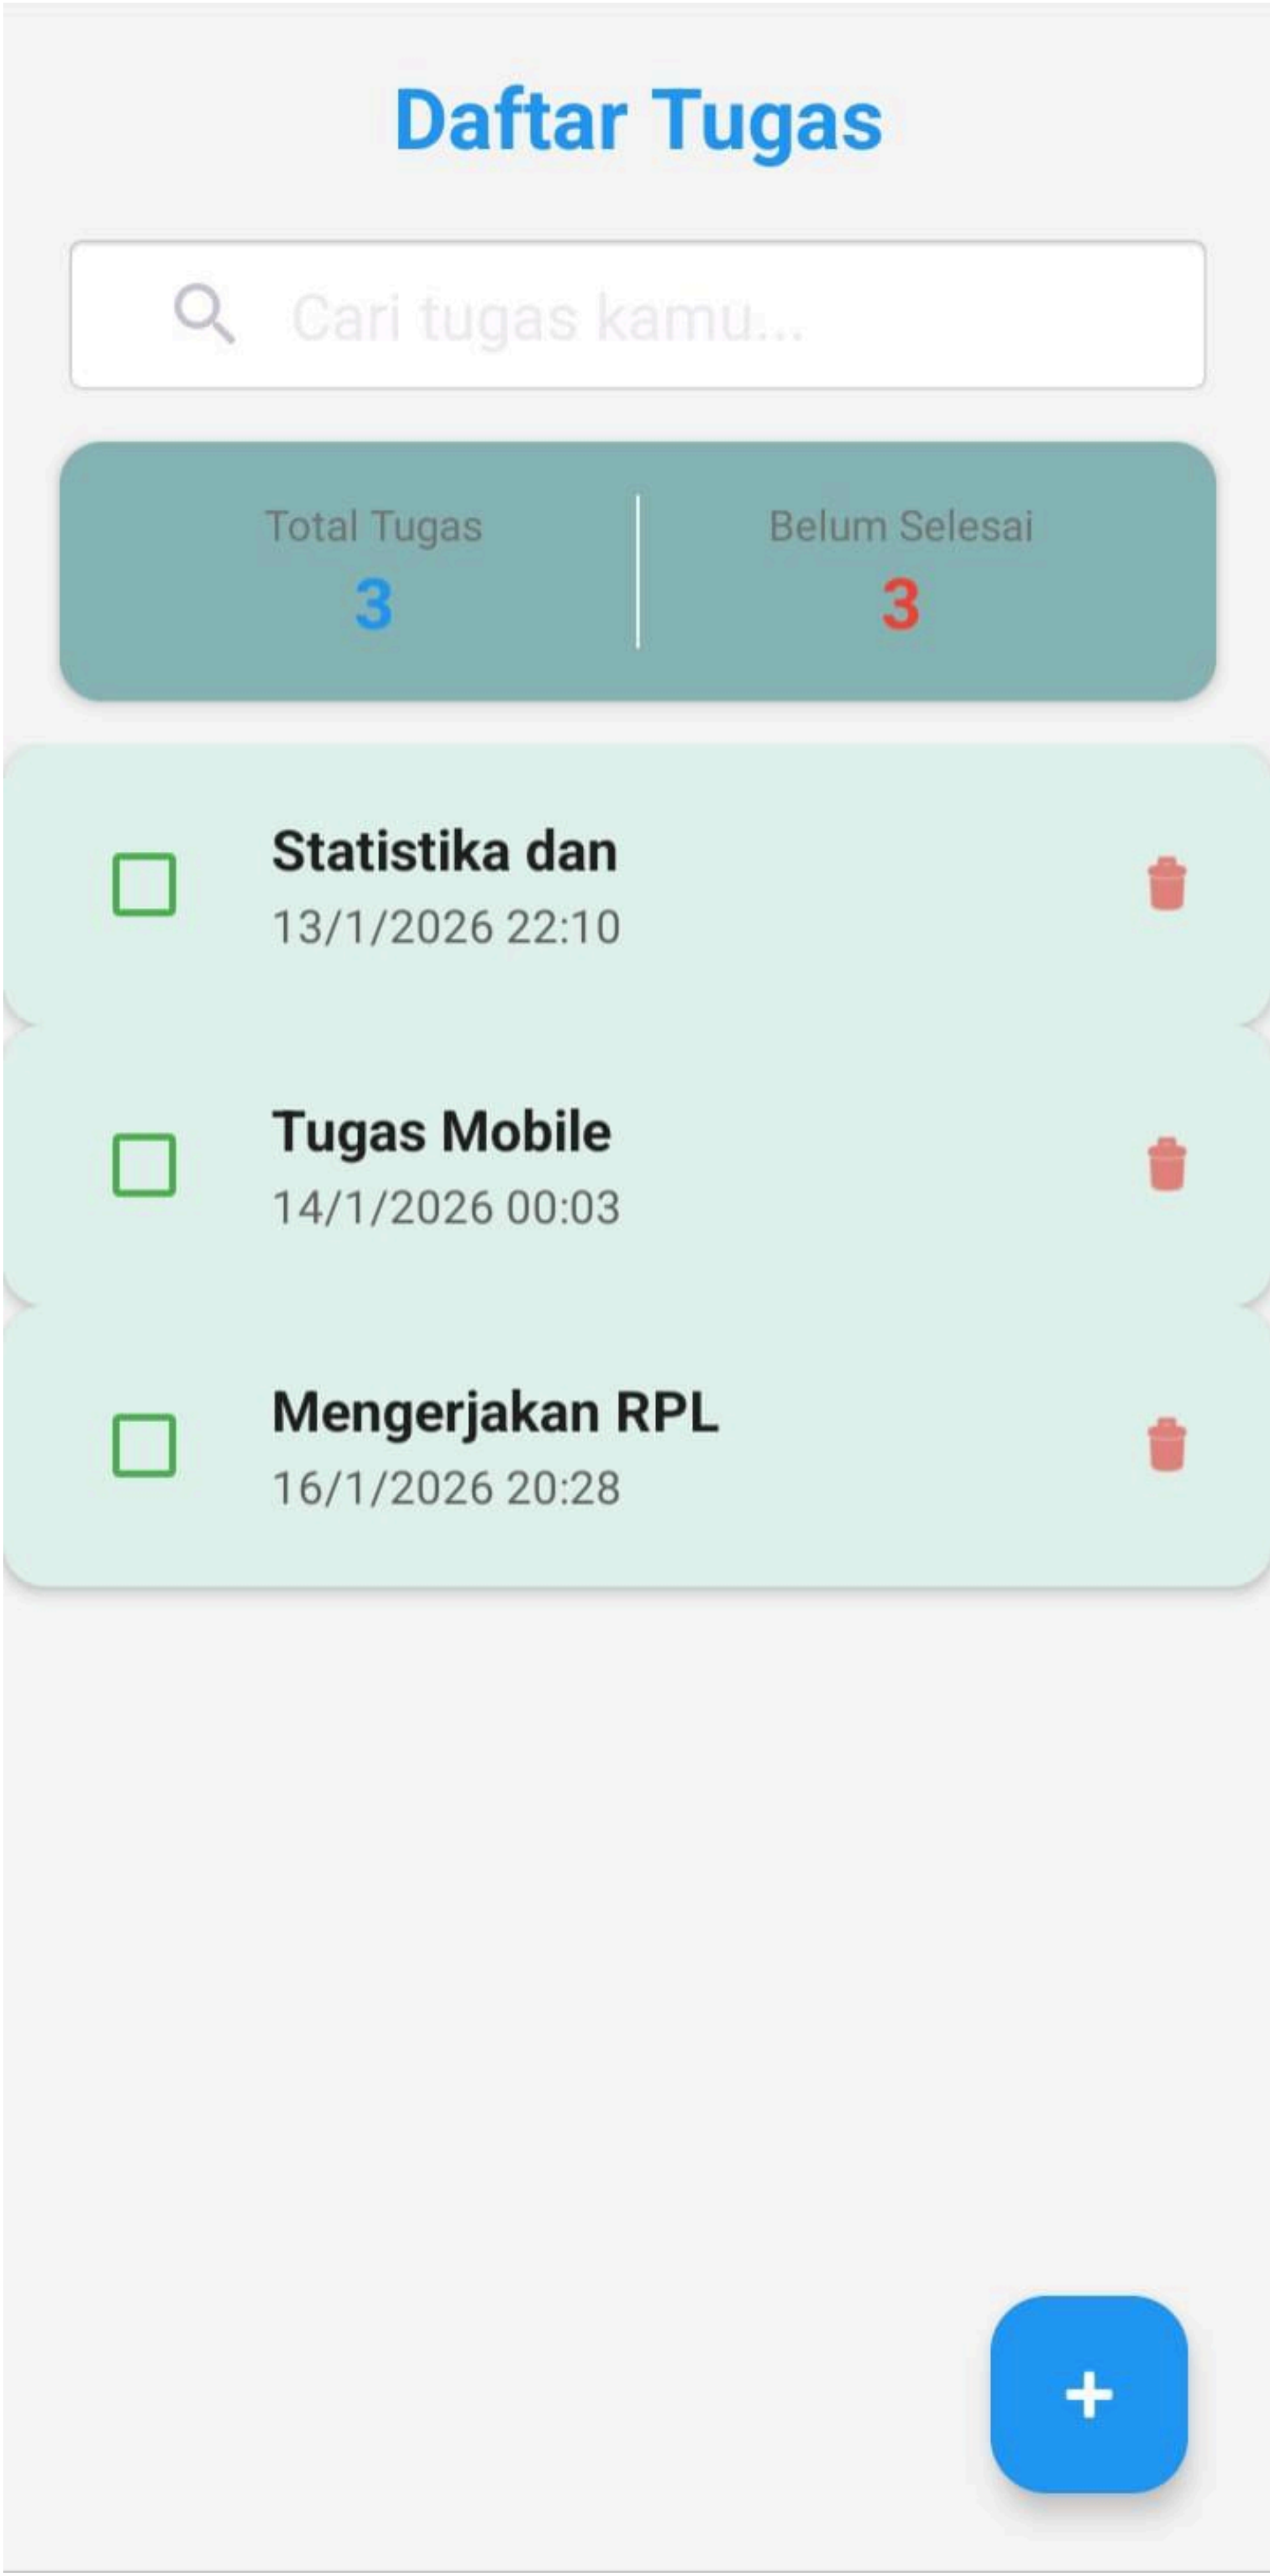 Daftar Tugas
Cari tugas kamu...
Total Tugas
3
Belum Selesai
3
Statistika dan
13/1/2026 22:10
Tugas Mobile
14/1/2026 00:03
Mengerjakan RPL
16/1/2026 20:28
+